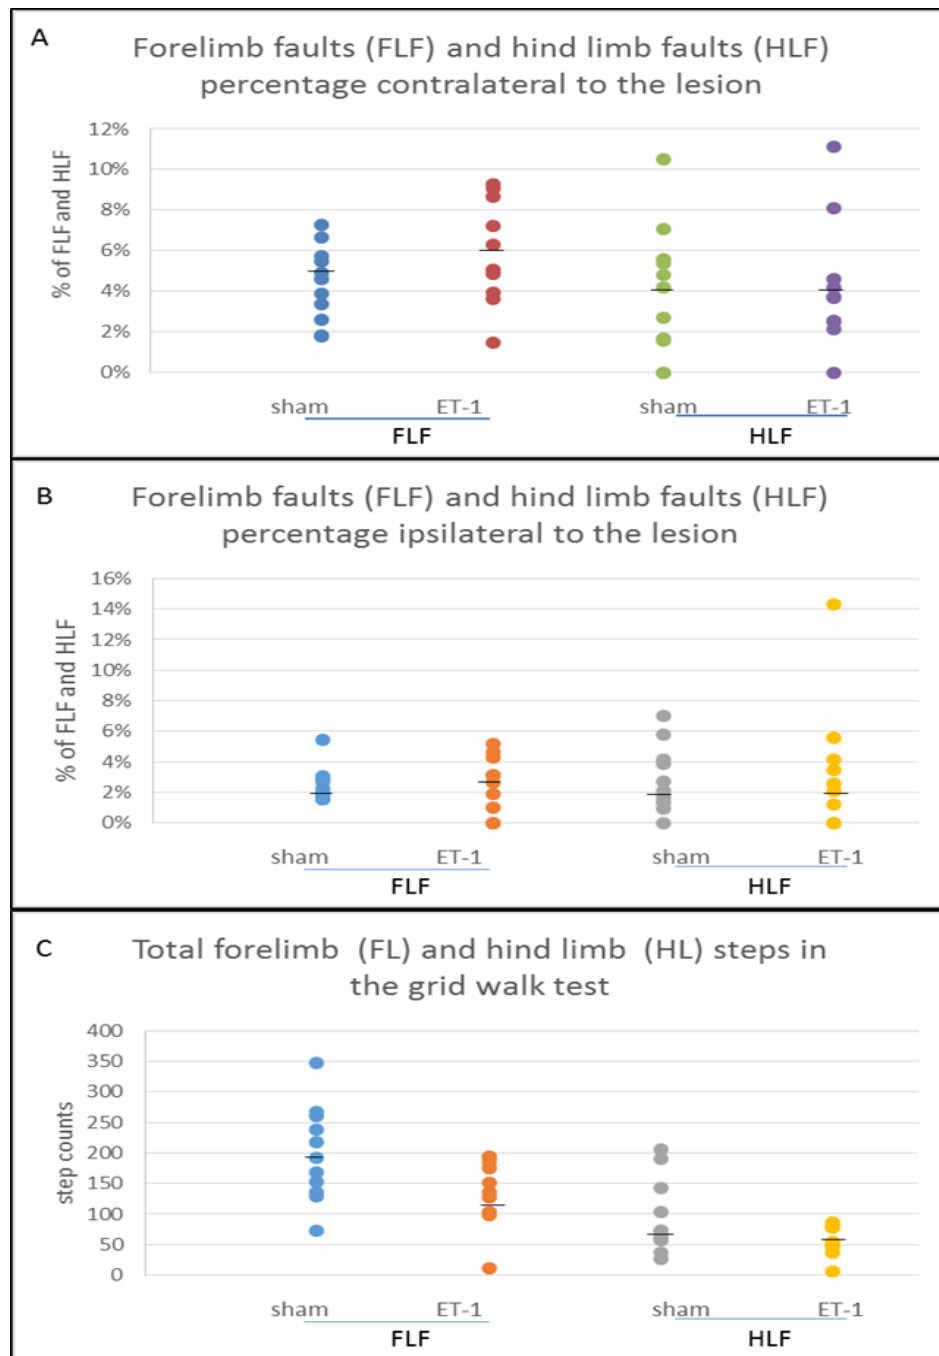 A
Forelimb faults (FLF) and hind limb faults (HLF)
percentage contralateral to the lesion
% of FLF and HLF
12%
10%
8%
6%
4%
2%
0%
sham ET-1 sham ET-1
FLF HLF
B
Forelimb faults (FLF) and hind limb faults (HLF)
percentage ipsilateral to the lesion
% of FLF and HLF
16%
14%
12%
10%
8%
6%
4%
2%
0%
sham ET-1 sham ET-1
FLF HLF
C
Total forelimb (FL) and hind limb (HL) steps in
the grid walk test
step counts
400
350
300
250
200
150
100
50
0
sham ET-1 sham ET-1
FLF HLF